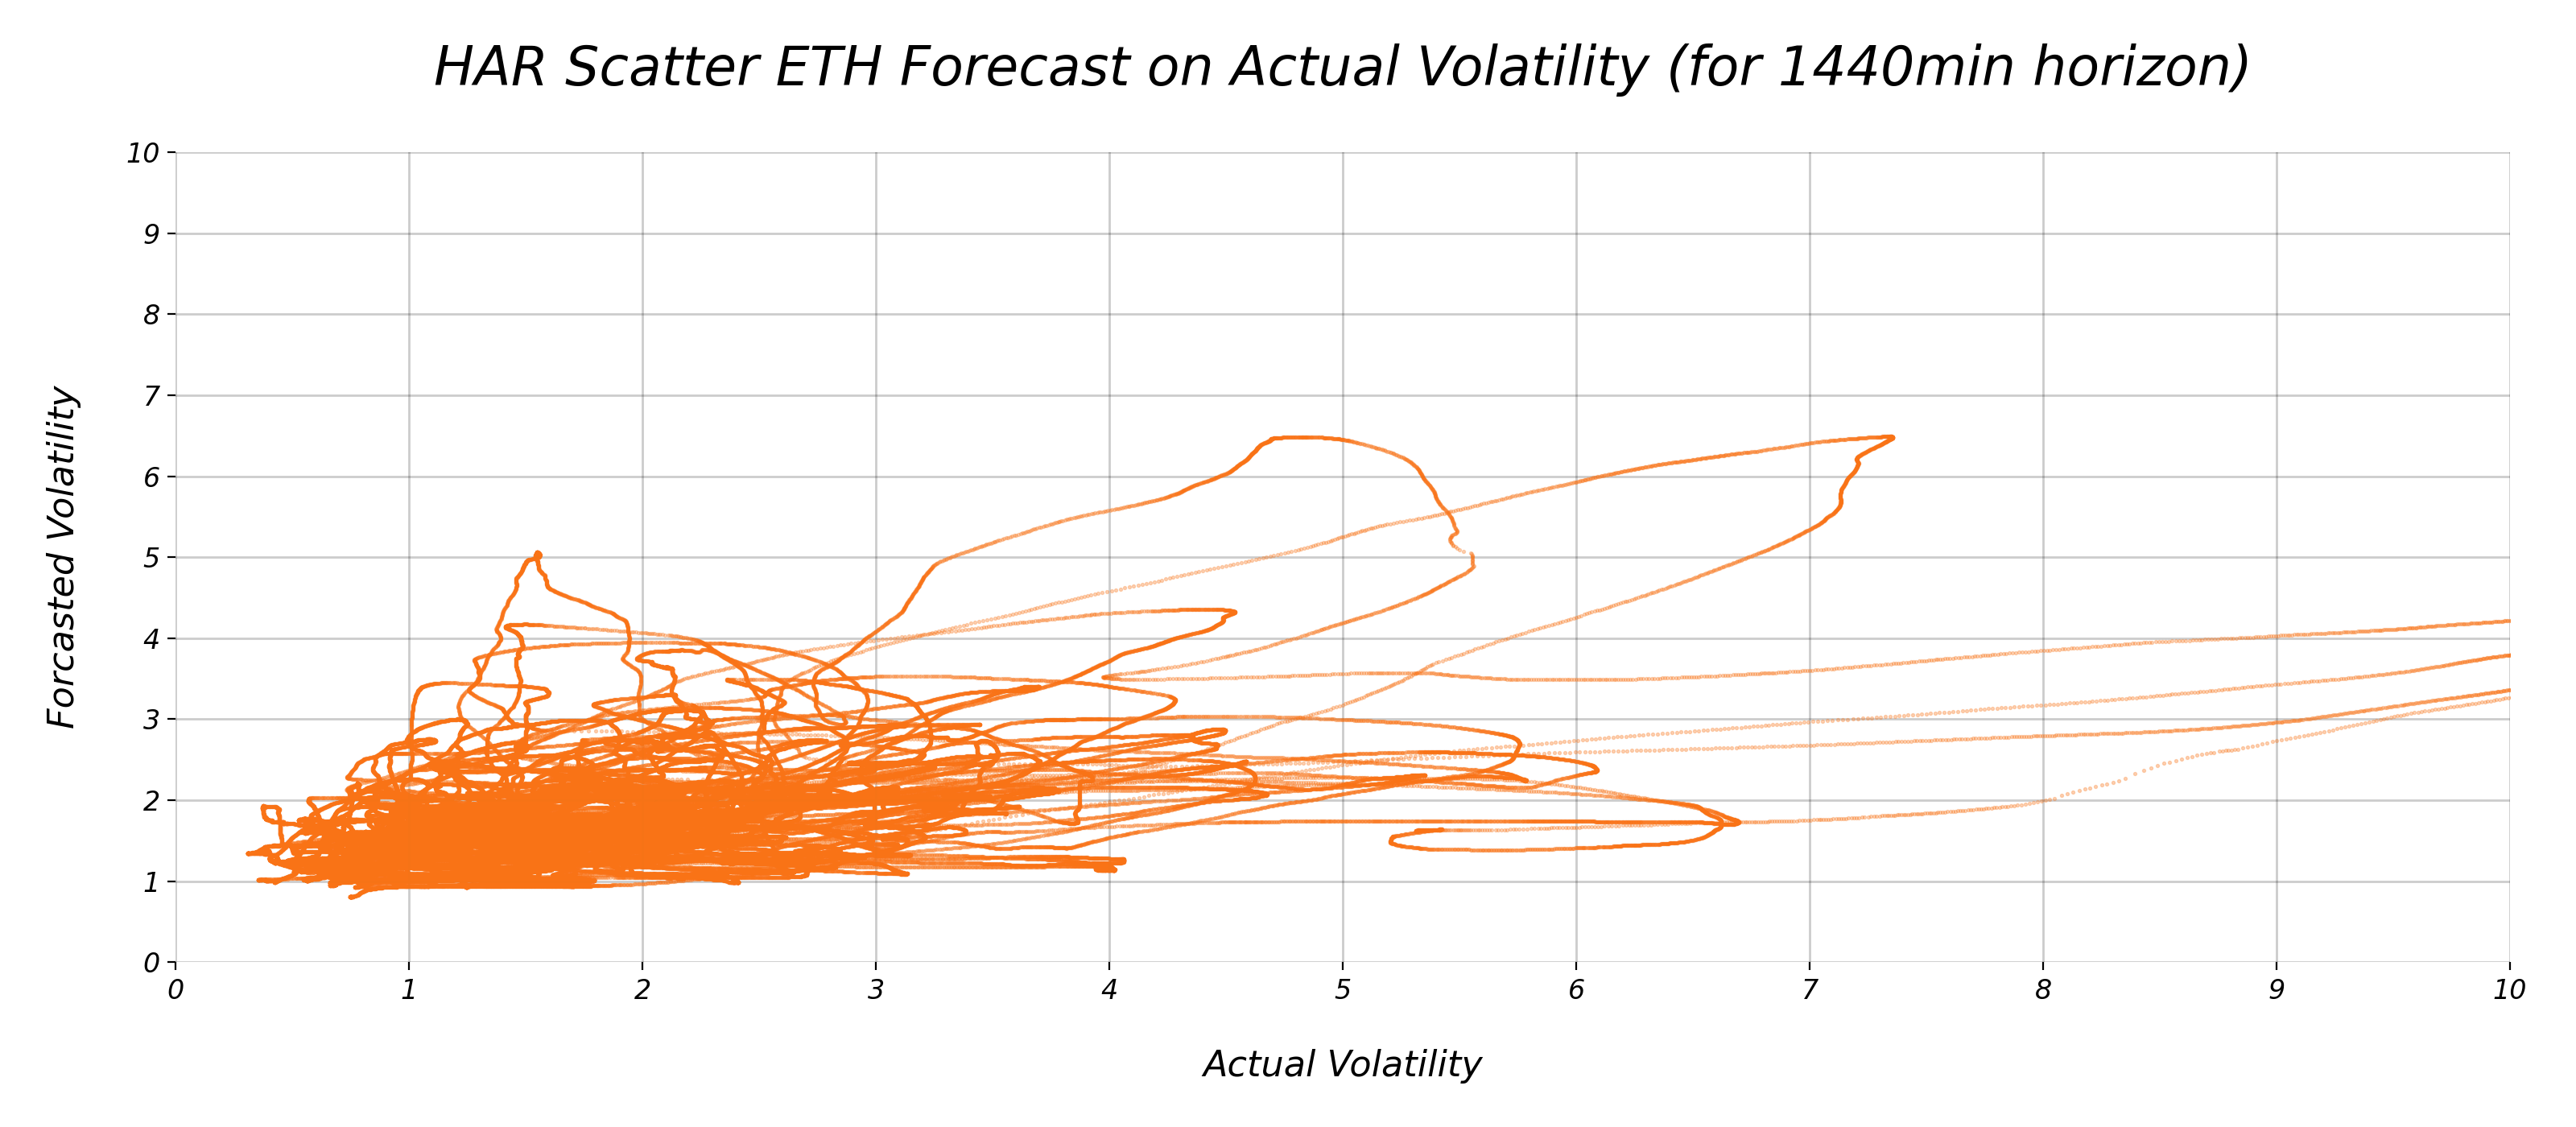 HAR Scatter ETH Forecast on Actual Volatility (for 1440min horizon)
10
9
8
7
6
5
4
3
2
1
0
Forcasted Volatility
0 1 2 3 4 5 6 7 8 9 10
Actual Volatility